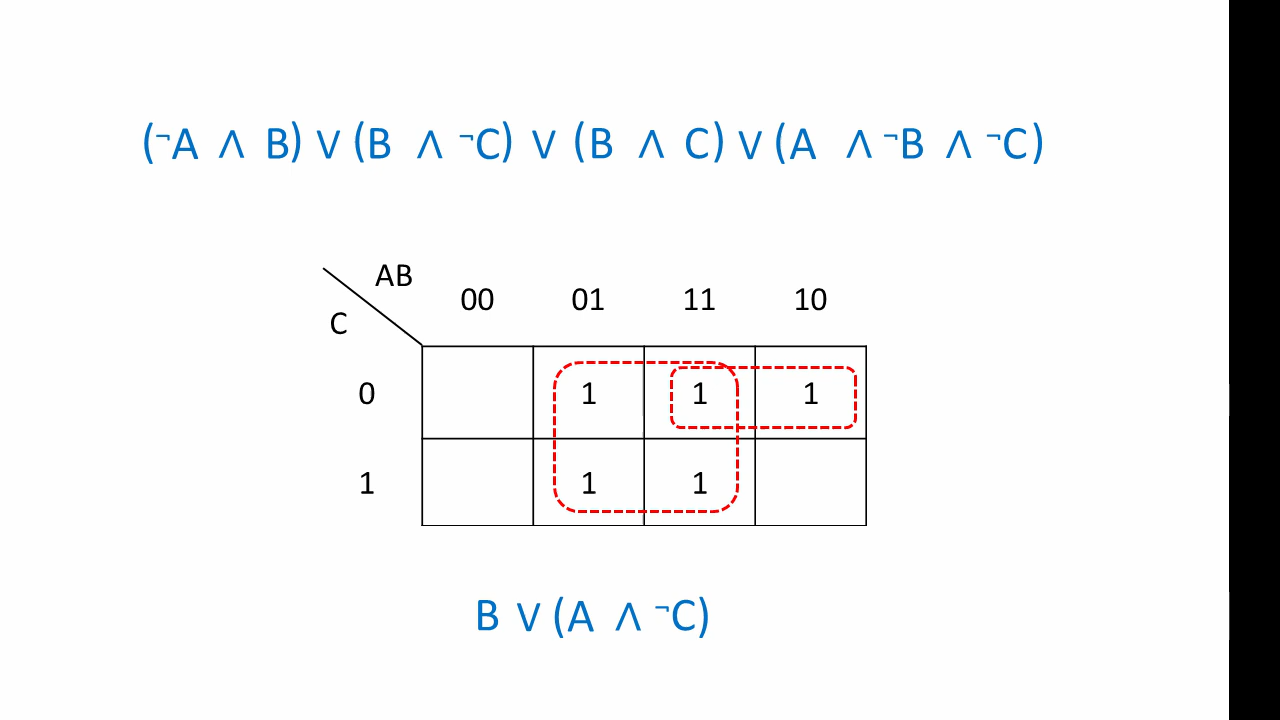 (¬A ∧ B) ∨ (B ∧ ¬C) ∨ (B ∧ C) ∨ (A ∧ ¬B ∧ ¬C)
AB
C
00 01 11 10
0 1 1 1
1 1 1
B ∨ (A ∧ ¬C)